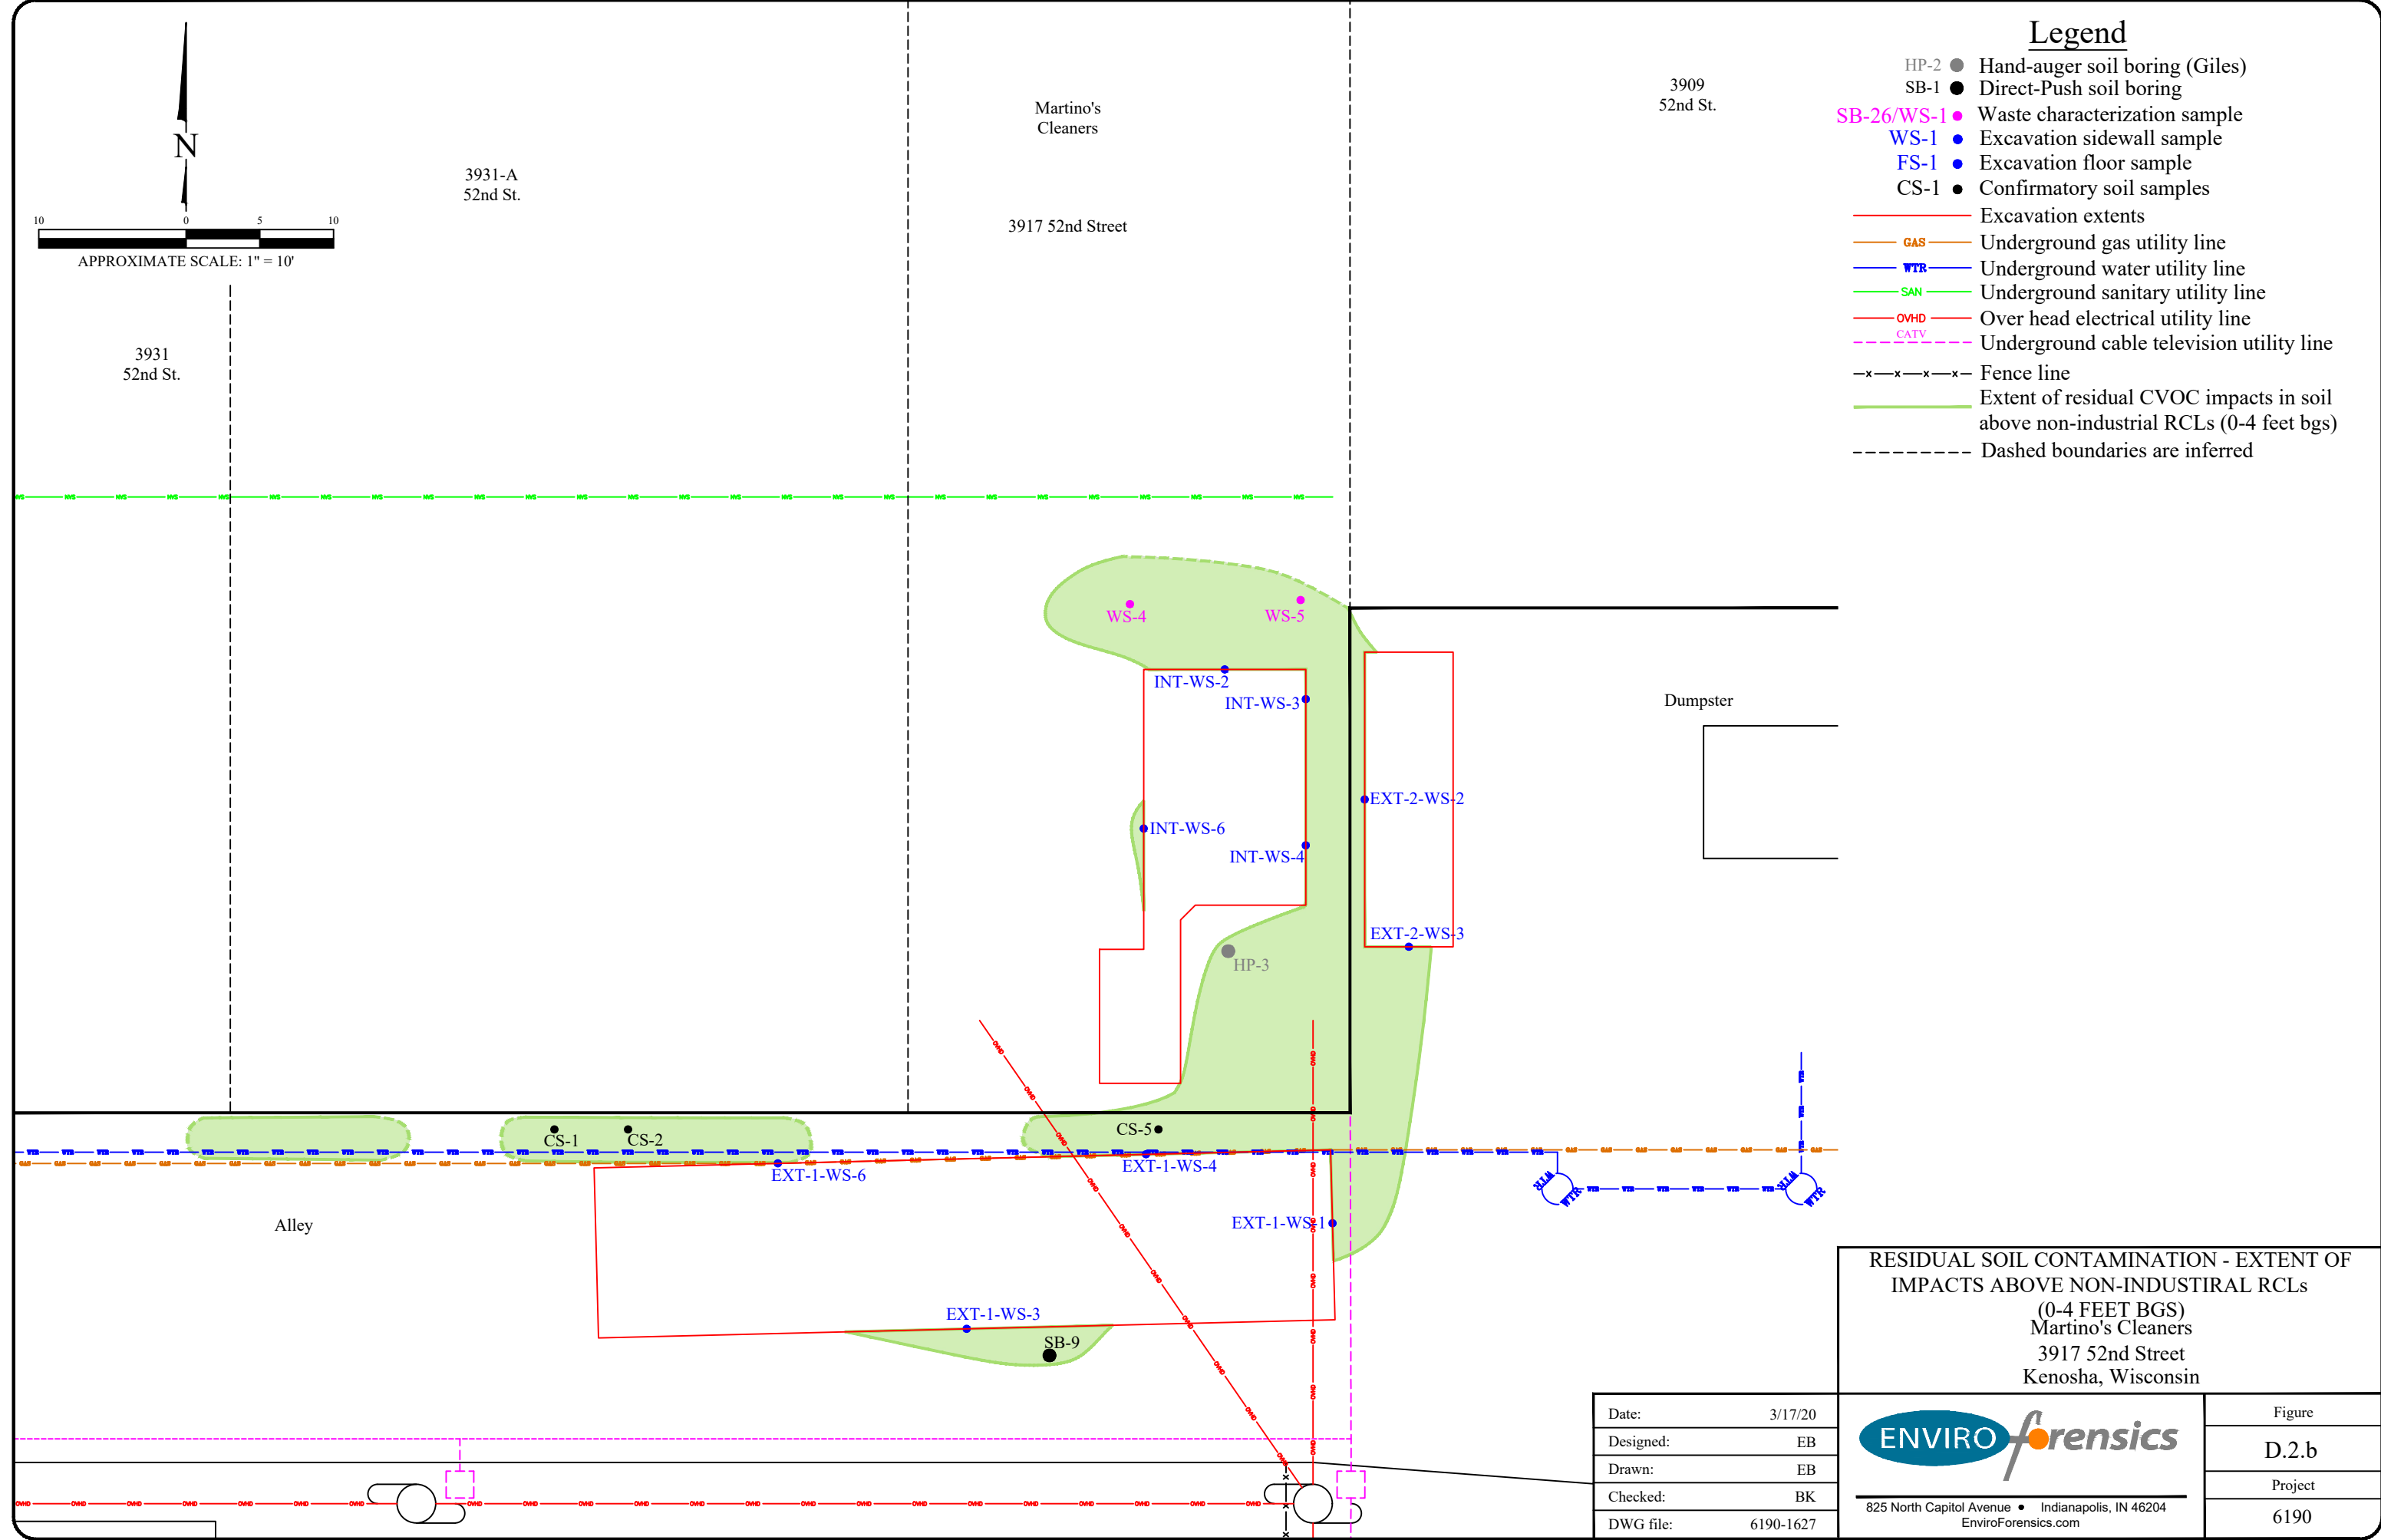 N
10 0 5 10
APPROXIMATE SCALE: 1" = 10'
3931-A
52nd St.
3931
52nd St.
Martino's
Cleaners
3917 52nd Street
3909
52nd St.
Legend
HP-2 Hand-auger soil boring (Giles)
SB-1 Direct-Push soil boring
SB-26/WS-1 Waste characterization sample
WS-1 Excavation sidewall sample
FS-1 Excavation floor sample
CS-1 Confirmatory soil samples
Excavation extents
GAS Underground gas utility line
WTR Underground water utility line
SAN Underground sanitary utility line
OVHD Over head electrical utility line
CATV Underground cable television utility line
x x x x Fence line
Extent of residual CVOC impacts in soil
above non-industrial RCLs (0-4 feet bgs)
Dashed boundaries are inferred
WS-4
WS-5
INT-WS-2
INT-WS-3
Dumpster
EXT-2-WS-2
INT-WS-6
INT-WS-4
EXT-2-WS-3
HP-3
CS-1
CS-2
CS-5
EXT-1-WS-4
EXT-1-WS-6
EXT-1-WS-1
Alley
EXT-1-WS-3
SB-9
WTR
WTR
WTR
WTR
RESIDUAL SOIL CONTAMINATION - EXTENT OF
IMPACTS ABOVE NON-INDUSTIRAL RCLs
(0-4 FEET BGS)
Martino's Cleaners
3917 52nd Street
Kenosha, Wisconsin
Date: 3/17/20
Designed: EB
Drawn: EB
Checked: BK
DWG file: 6190-1627
ENVIROforensics
825 North Capitol Avenue • Indianapolis, IN 46204
EnviroForensics.com
Figure
D.2.b
Project
6190